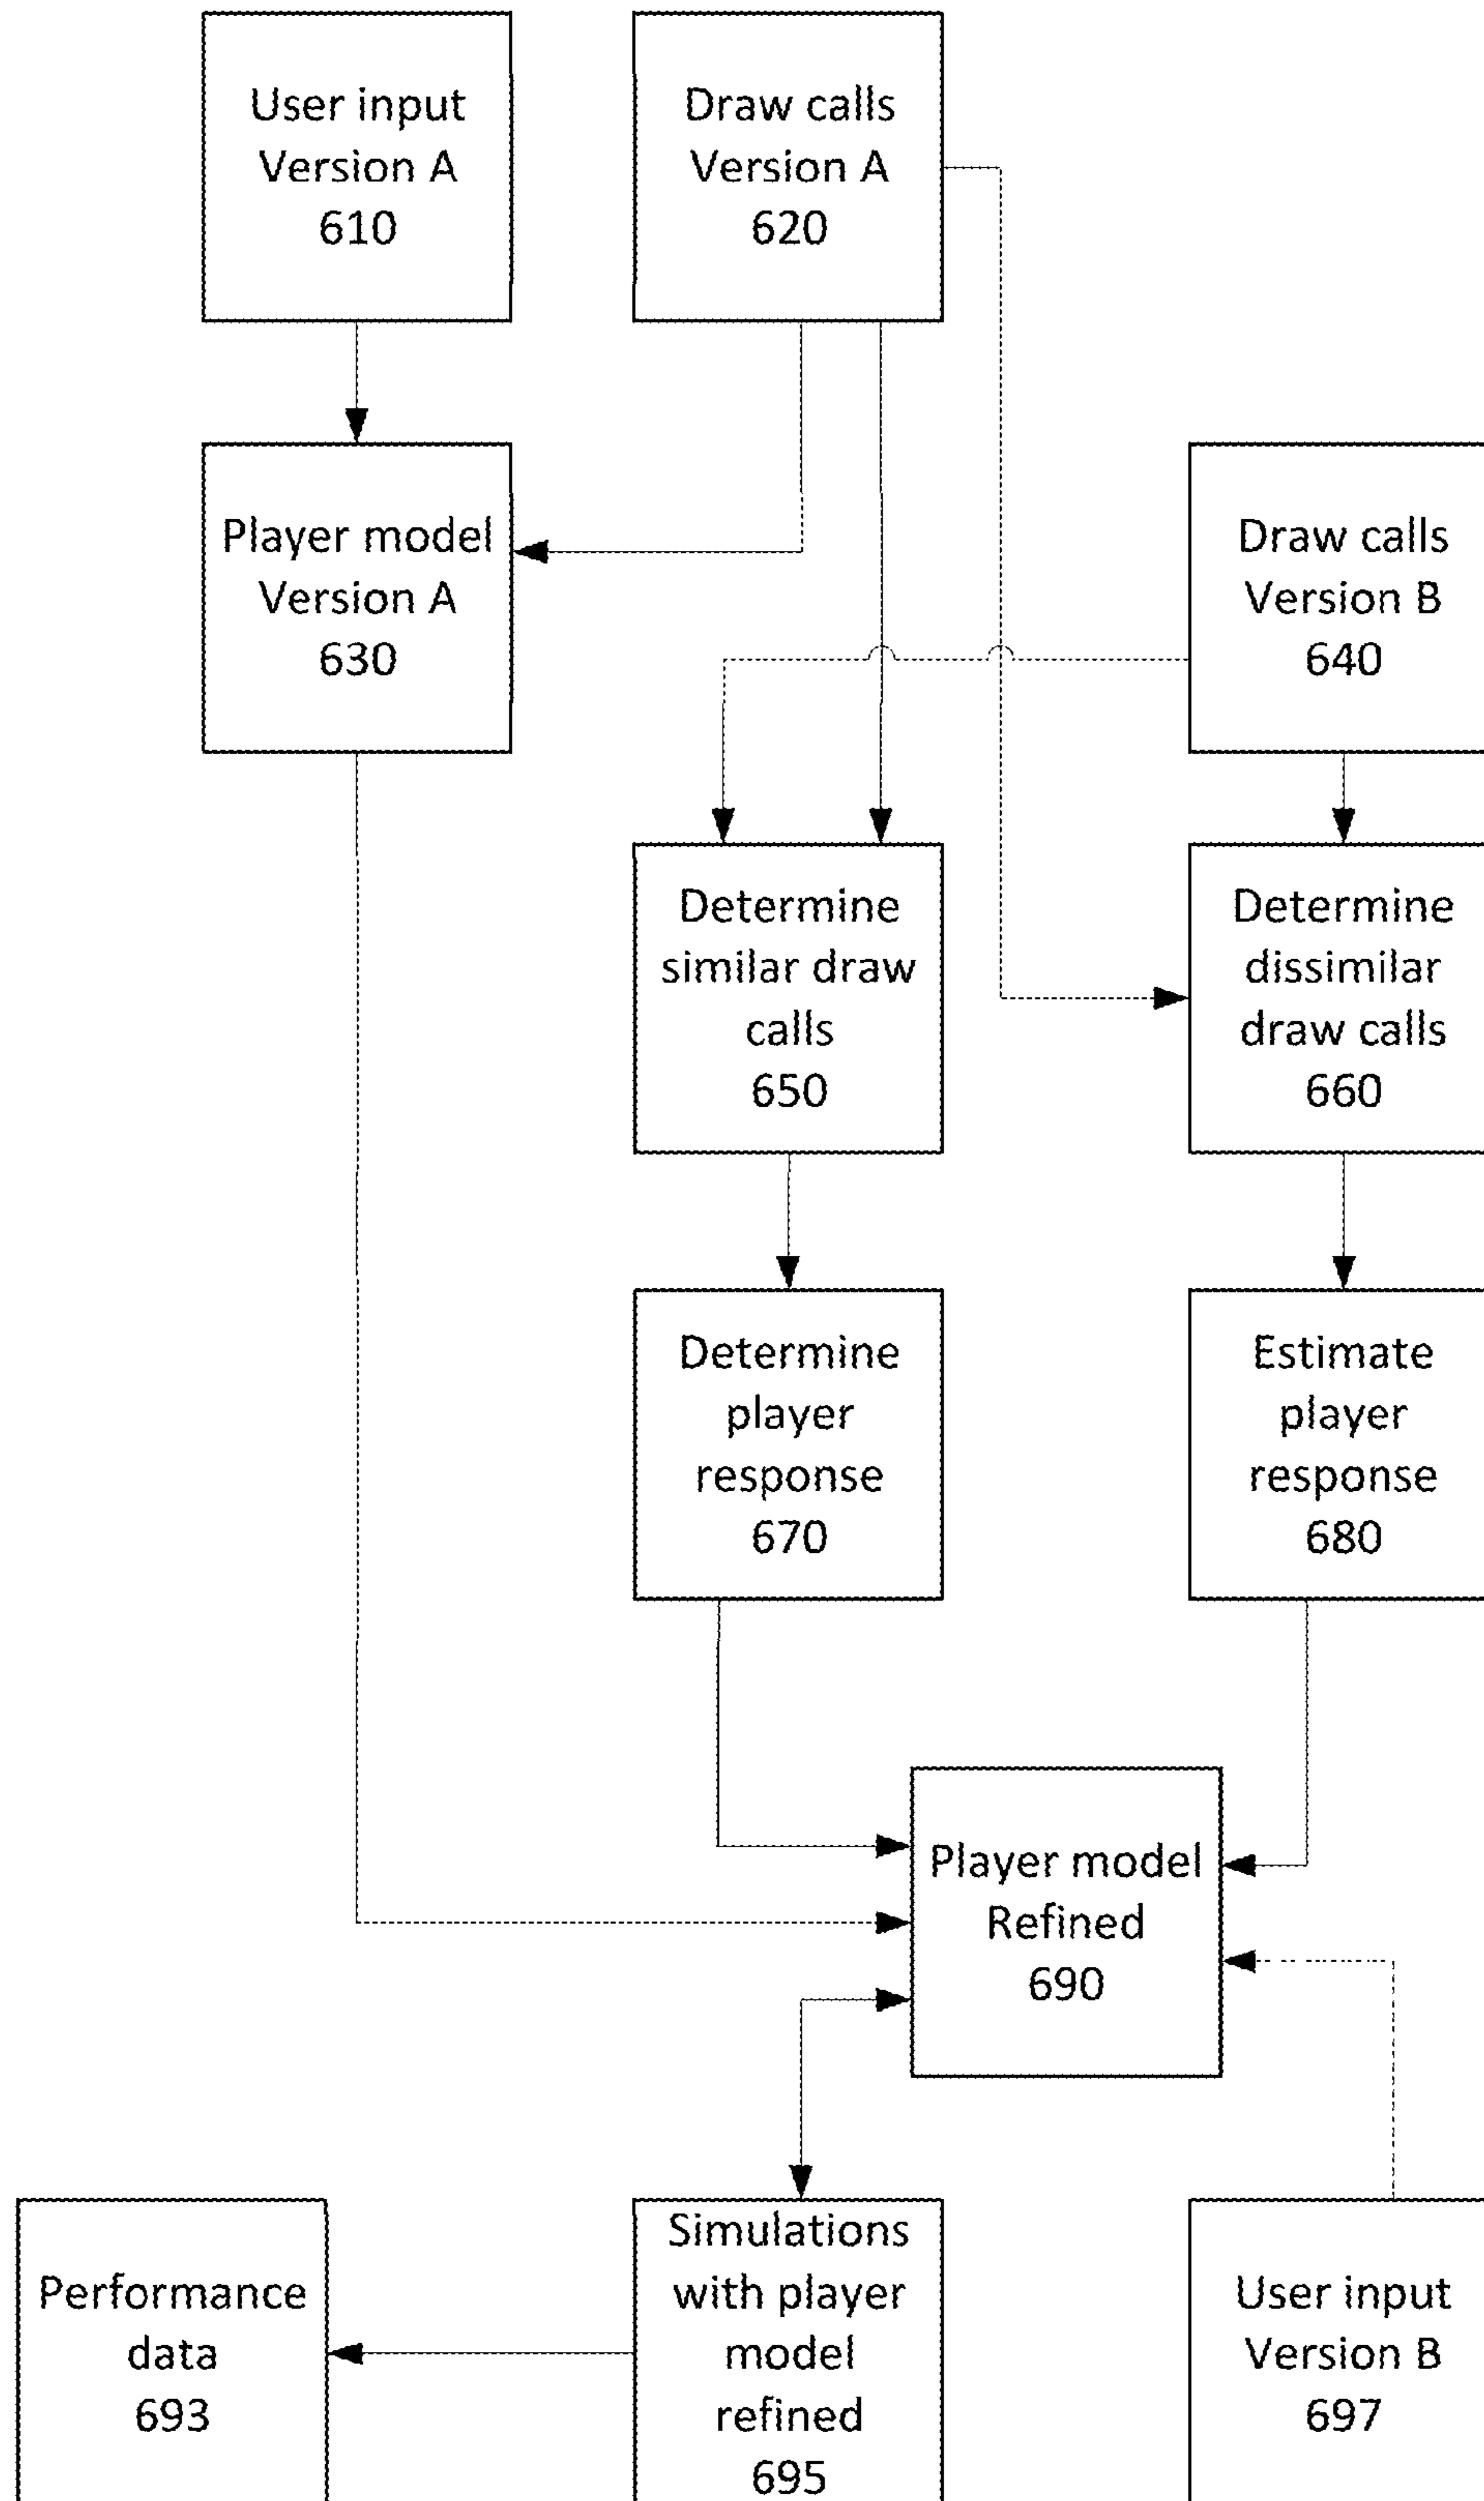 User input
Version A
610
Draw calls
Version A
620
Player model
Version A
630
Draw calls
Version B
640
Determine
similar draw
calls
650
Determine
dissimilar
draw calls
660
Determine
player
response
670
Estimate
player
response
680
Player model
Refined
690
Performance
data
693
Simulations
with player
model
refined
695
User input
Version B
697